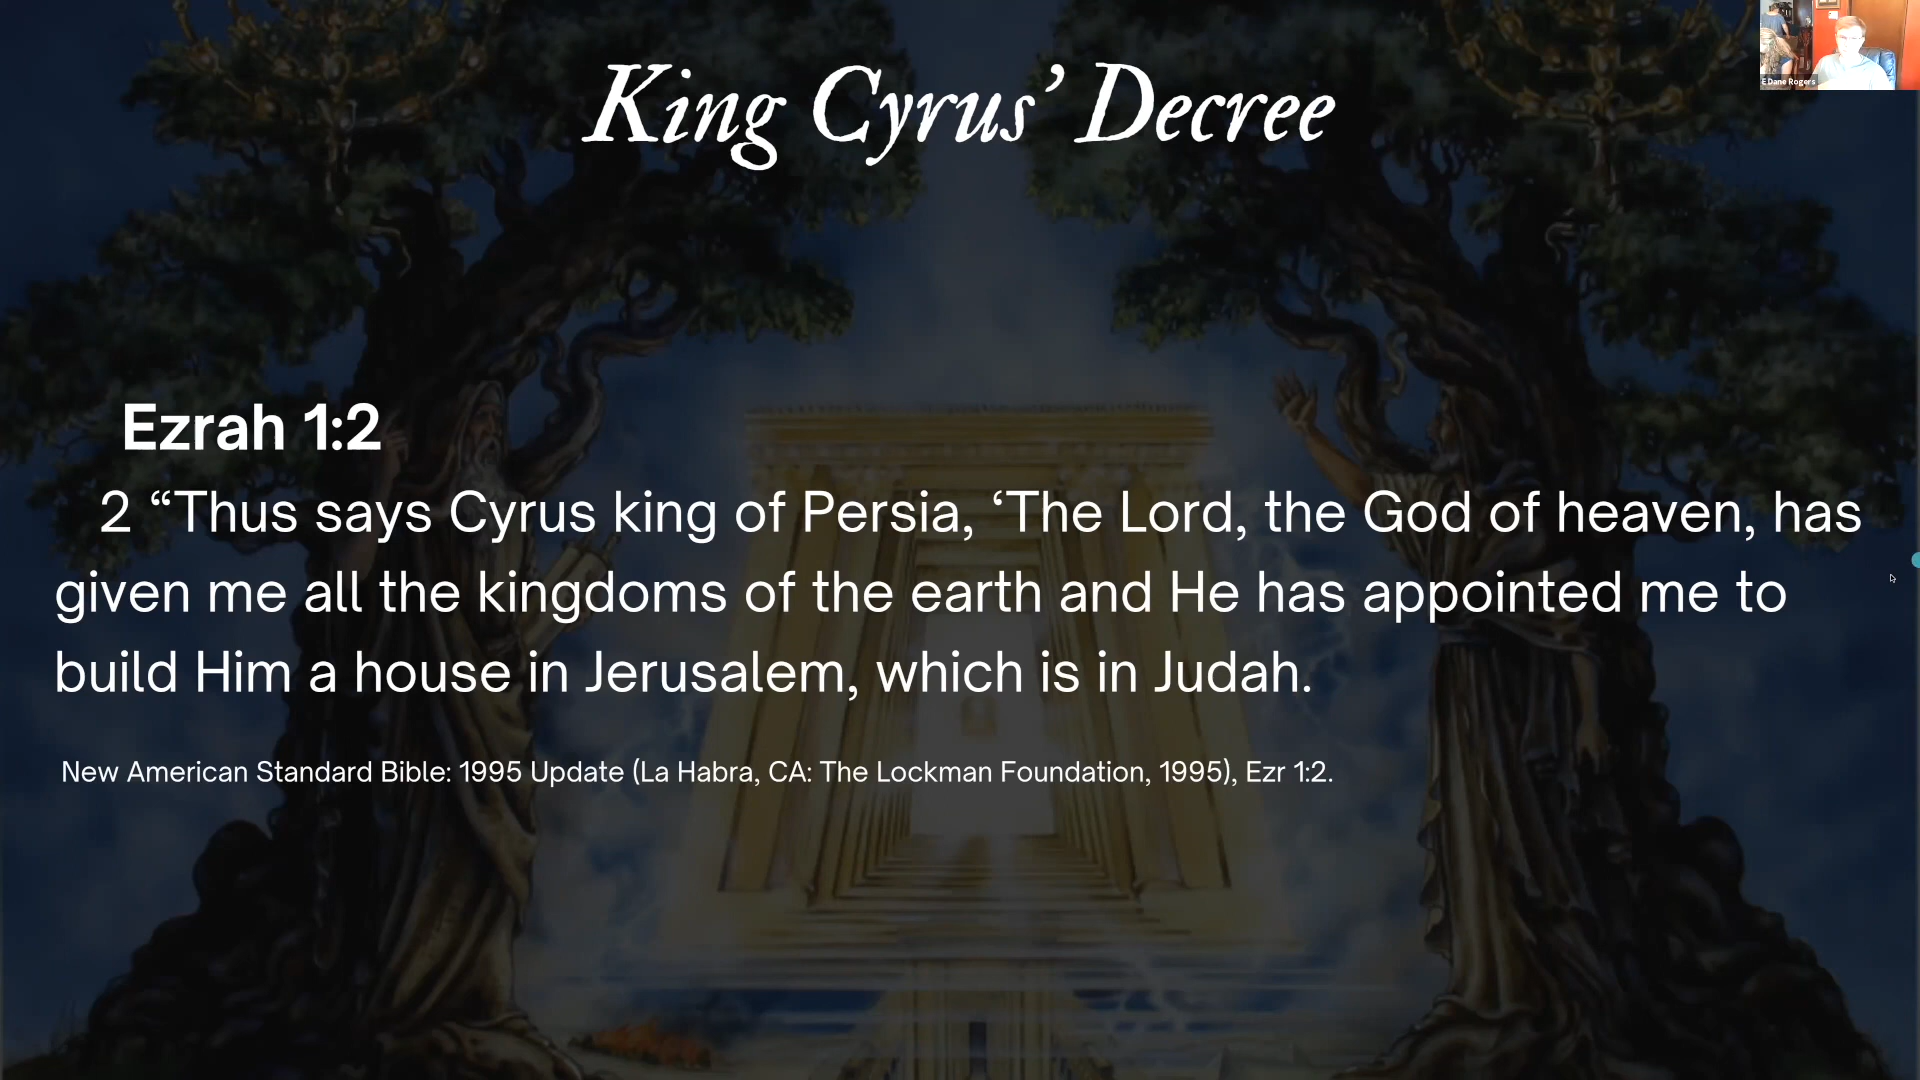 King Cyrus’ Decree
E Dane Rogers
Ezrah 1:2
2 “Thus says Cyrus king of Persia, ‘The Lord, the God of heaven, has
given me all the kingdoms of the earth and He has appointed me to
build Him a house in Jerusalem, which is in Judah.
New American Standard Bible: 1995 Update (La Habra, CA: The Lockman Foundation, 1995), Ezr 1:2.